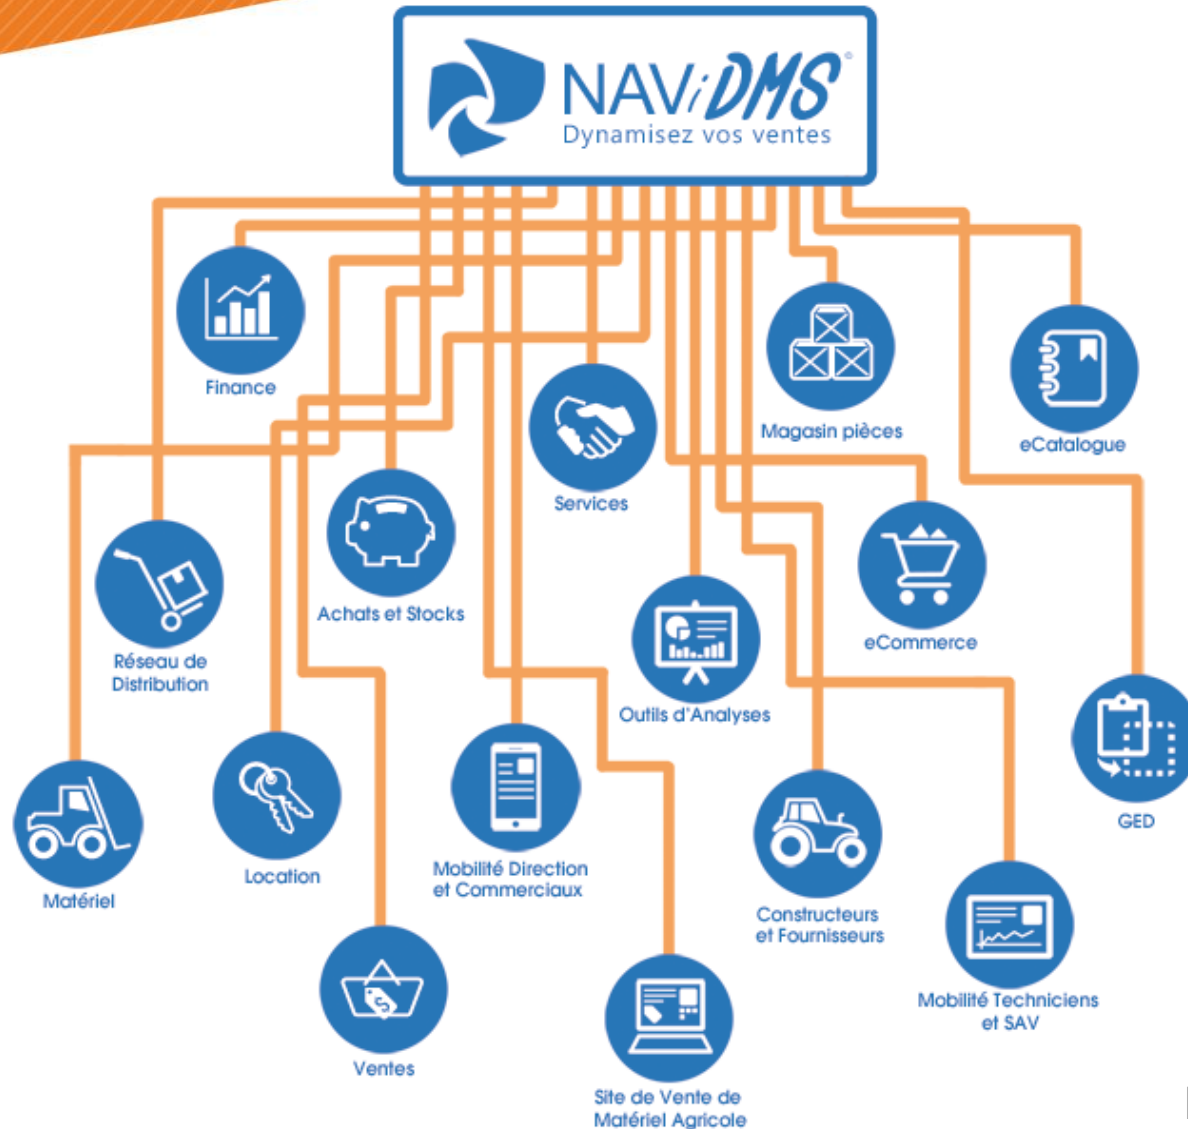 NAViDMS®
Dynamisez vos ventes
Finance
Magasin pièces
eCatalogue
Services
Achats et Stocks
eCommerce
Réseau de
Distribution
Outils d'Analyses
GED
Matériel
Location
Mobilité Direction
et Commerciaux
Constructeurs
et Fournisseurs
Mobilité Techniciens
et SAV
Ventes
Site de Vente de
Matériel Agricole